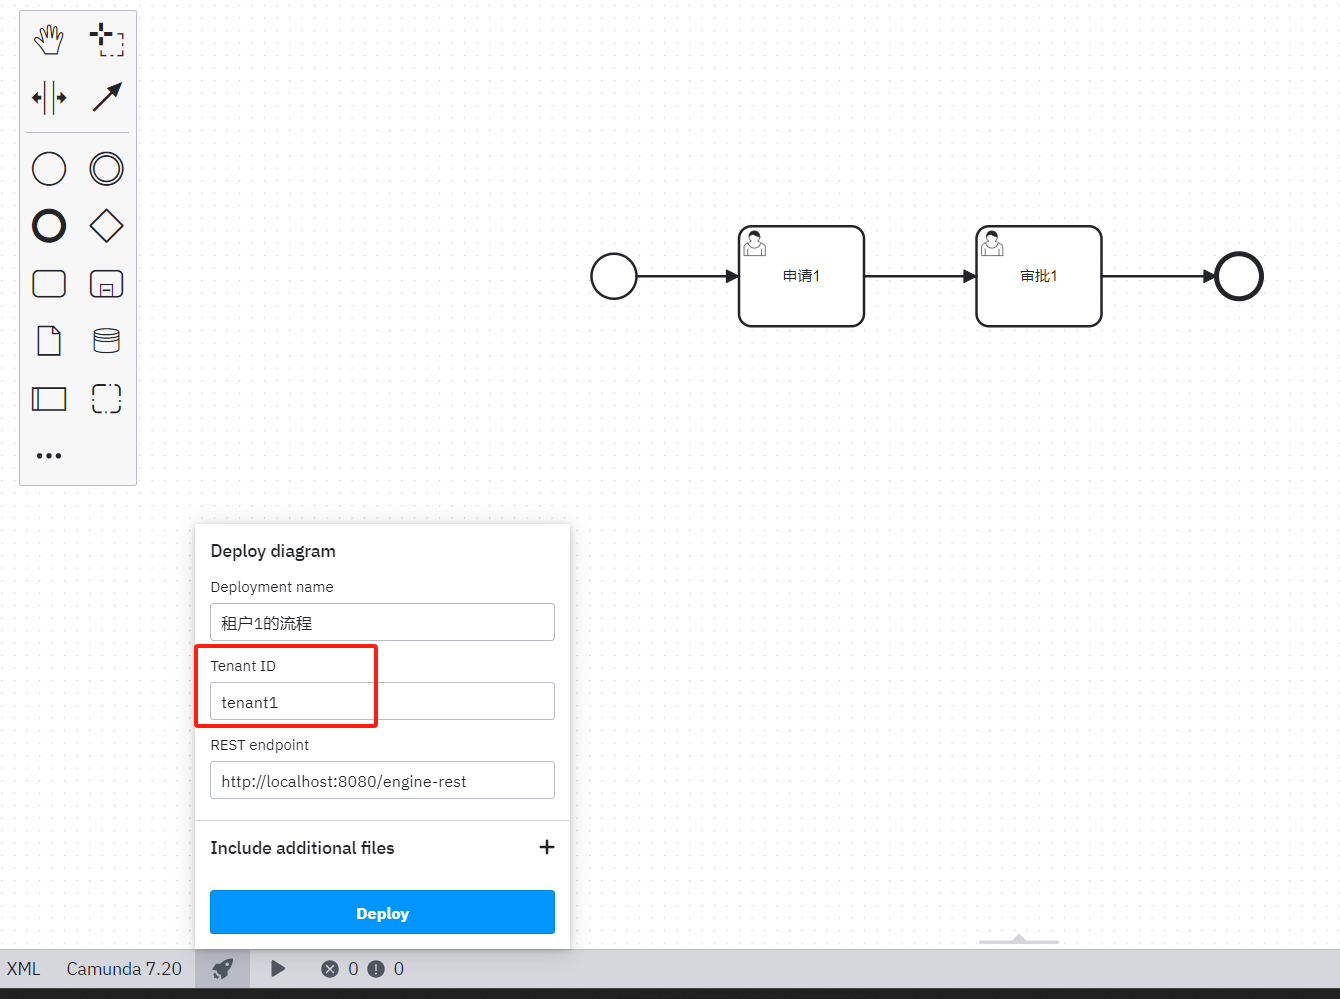 申请1
审批1
Deploy diagram
Deployment name
租户1的流程
Tenant ID
tenant1
REST endpoint
http://localhost:8080/engine-rest
Include additional files
Deploy
XML Camunda 7.20 0 0